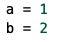 a = 1
b = 2